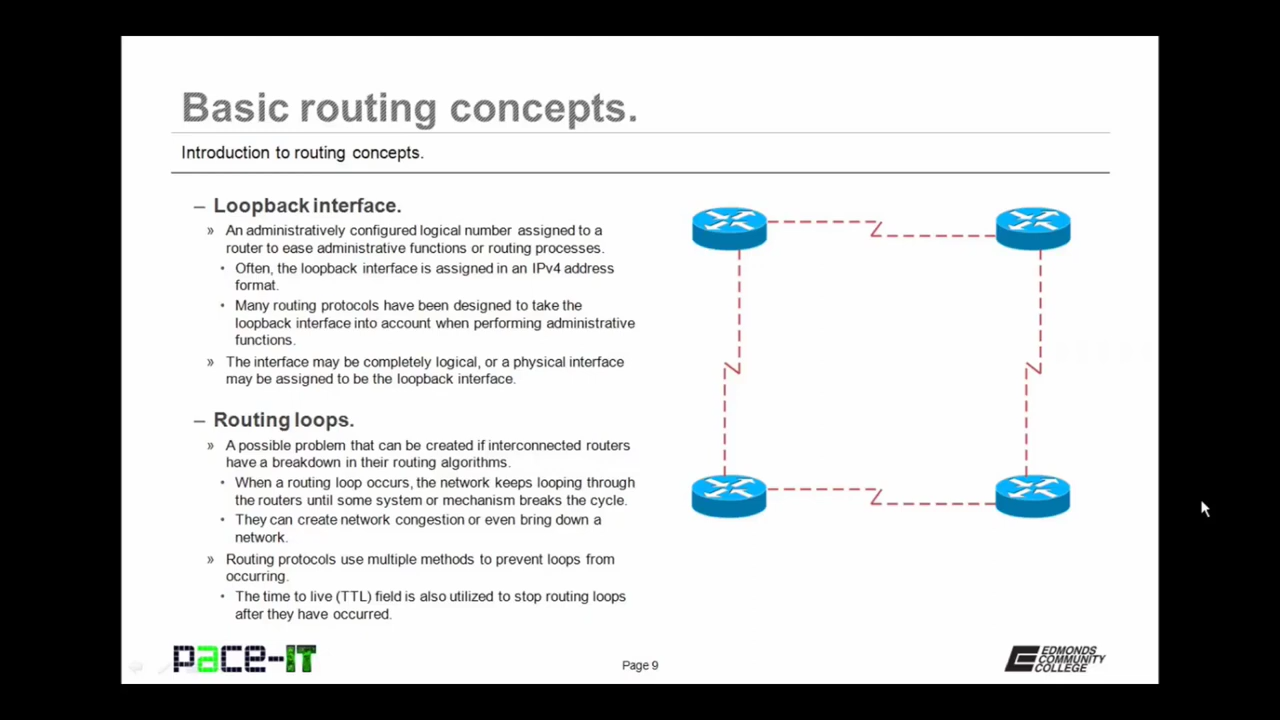 Basic routing concepts.
Introduction to routing concepts.
– Loopback interface.
» An administratively configured logical number assigned to a
router to ease administrative functions or routing processes.
• Often, the loopback interface is assigned in an IPv4 address
format.
• Many routing protocols have been designed to take the
loopback interface into account when performing administrative
functions.
» The interface may be completely logical, or a physical interface
may be assigned to be the loopback interface.
– Routing loops.
» A possible problem that can be created if interconnected routers
have a breakdown in their routing algorithms.
• When a routing loop occurs, the network keeps looping through
the routers until some system or mechanism breaks the cycle.
• They can create network congestion or even bring down a
network.
» Routing protocols use multiple methods to prevent loops from
occurring.
• The time to live (TTL) field is also utilized to stop routing loops
after they have occurred.
pace-IT
Page 9
EDMONDS
COMMUNITY
COLLEGE